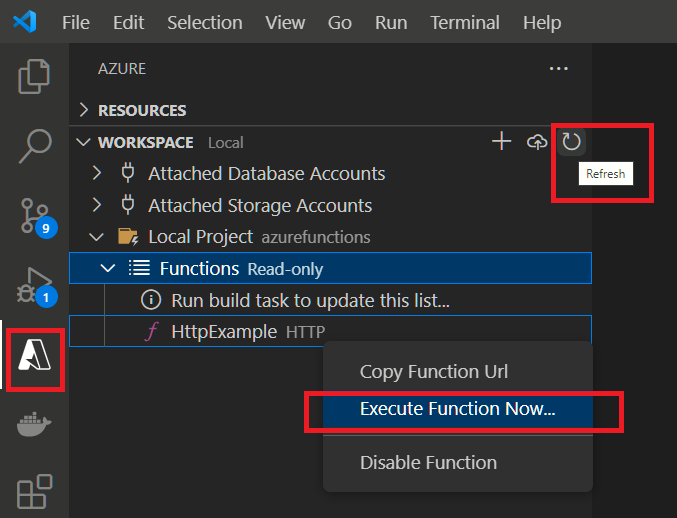 File Edit Selection View Go Run Terminal Help
AZURE
RESOURCES
WORKSPACE Local
Refresh
Attached Database Accounts
Attached Storage Accounts
9
Local Project azurefunctions
Functions Read-only
1
Run build task to update this list...
HttpExample HTTP
Copy Function Url
Execute Function Now...
Disable Function